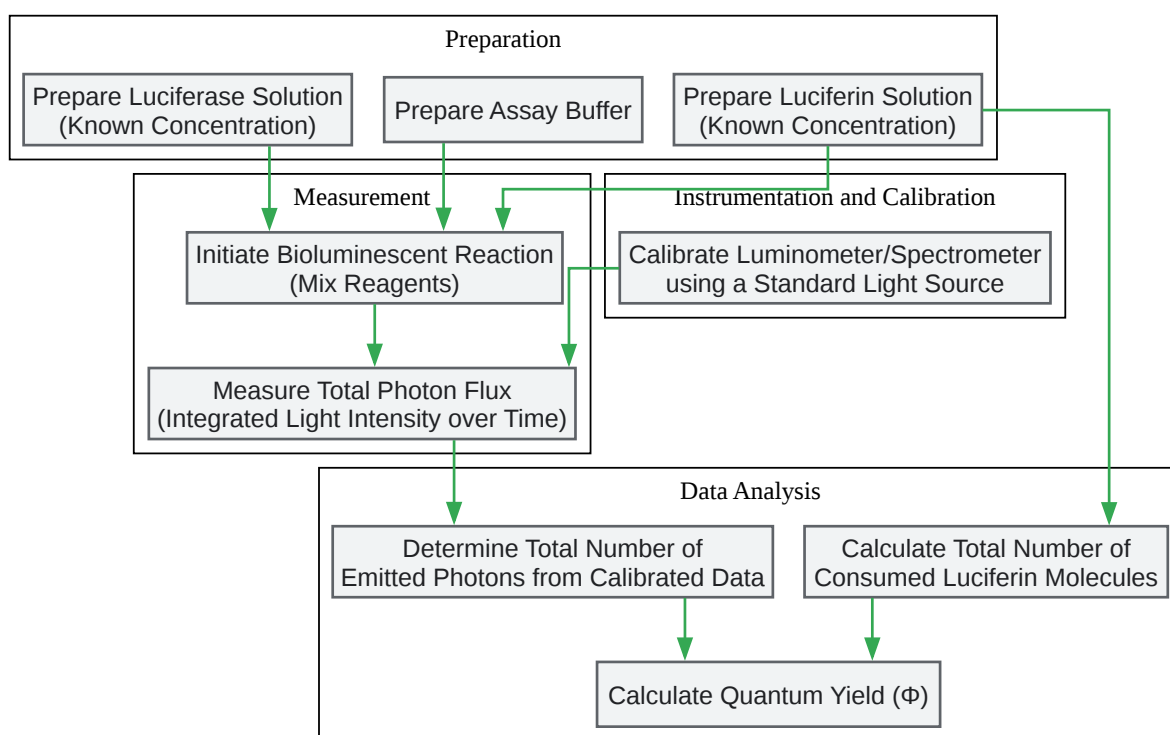 Preparation
Prepare Luciferase Solution
(Known Concentration)
Prepare Assay Buffer
Prepare Luciferin Solution
(Known Concentration)
Measurement
Instrumentation and Calibration
Initiate Bioluminescent Reaction
(Mix Reagents)
Calibrate Luminometer/Spectrometer
using a Standard Light Source
Measure Total Photon Flux
(Integrated Light Intensity over Time)
Data Analysis
Determine Total Number of
Emitted Photons from Calibrated Data
Calculate Total Number of
Consumed Luciferin Molecules
Calculate Quantum Yield (Φ)